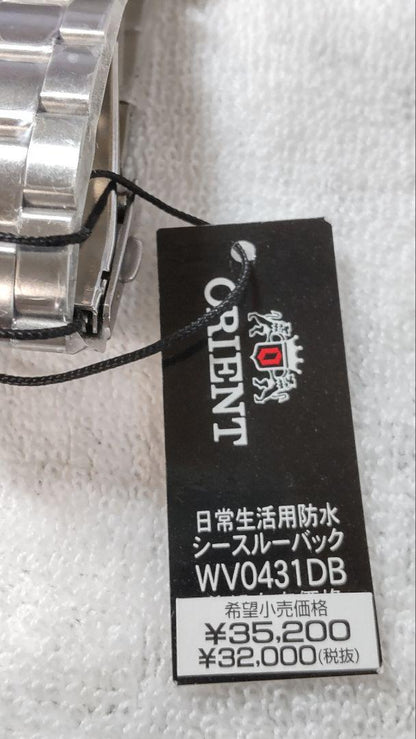 ORIENT
日常生活用防水
シースルーバック
WV0431DB
希望小売価格
¥35,200
¥32,000(税抜)